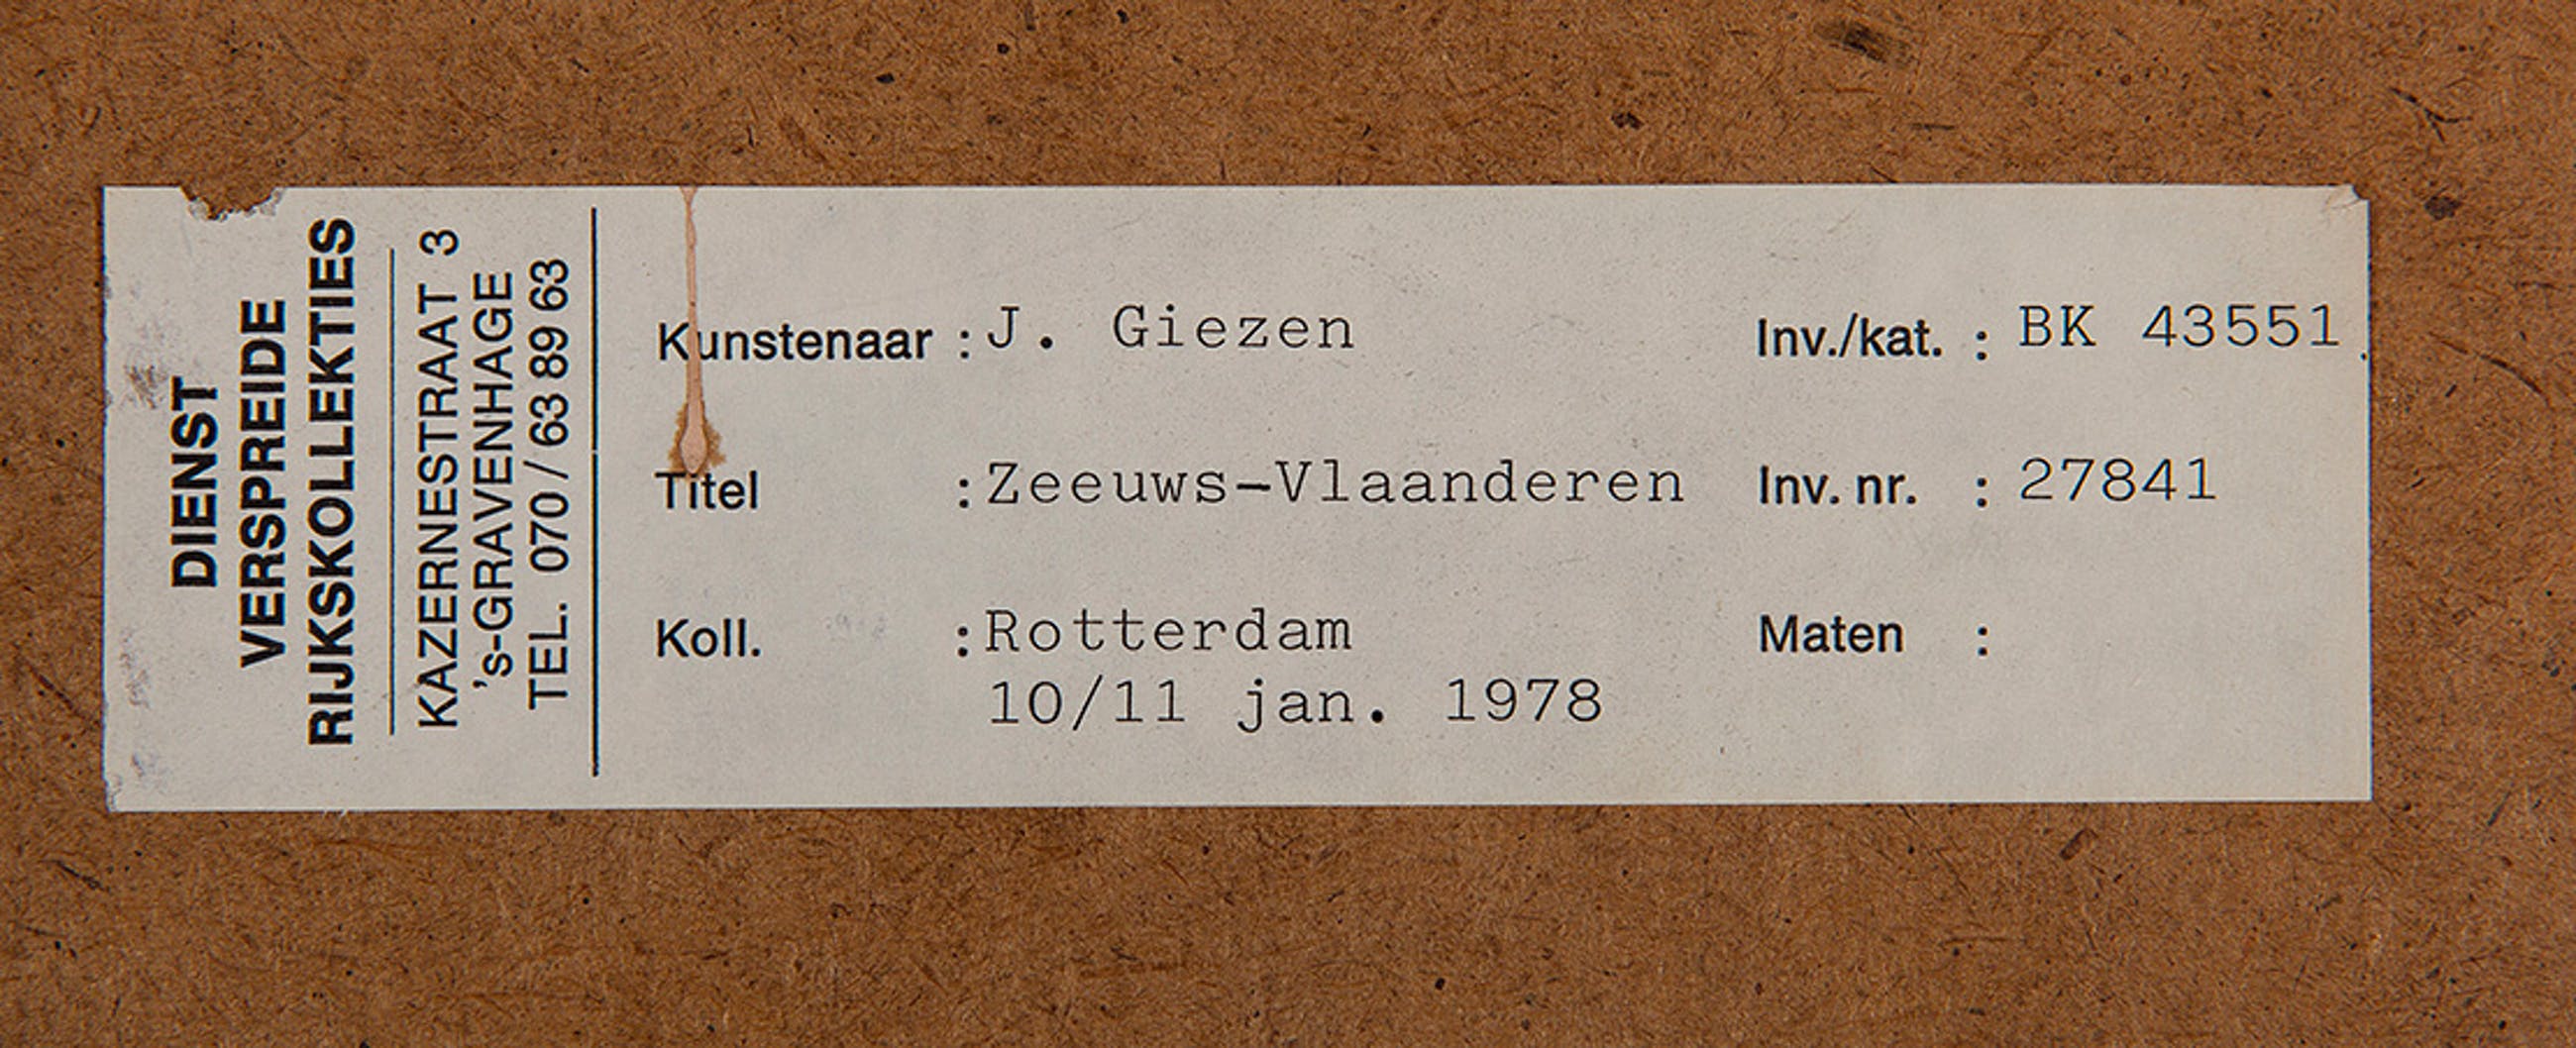 DIENST
VERSPREIDE
RIJKSKOLLEKTIES
KAZERNESTRAAT 3
's-GRAVENHAGE
TEL. 070 / 63 89 63
Kunstenaar : J. Giezen
Inv./kat. : BK 43551.
Titel : Zeeuws-Vlaanderen
Inv. nr. : 27841
Koll. : Rotterdam
Maten :
10/11 jan. 1978